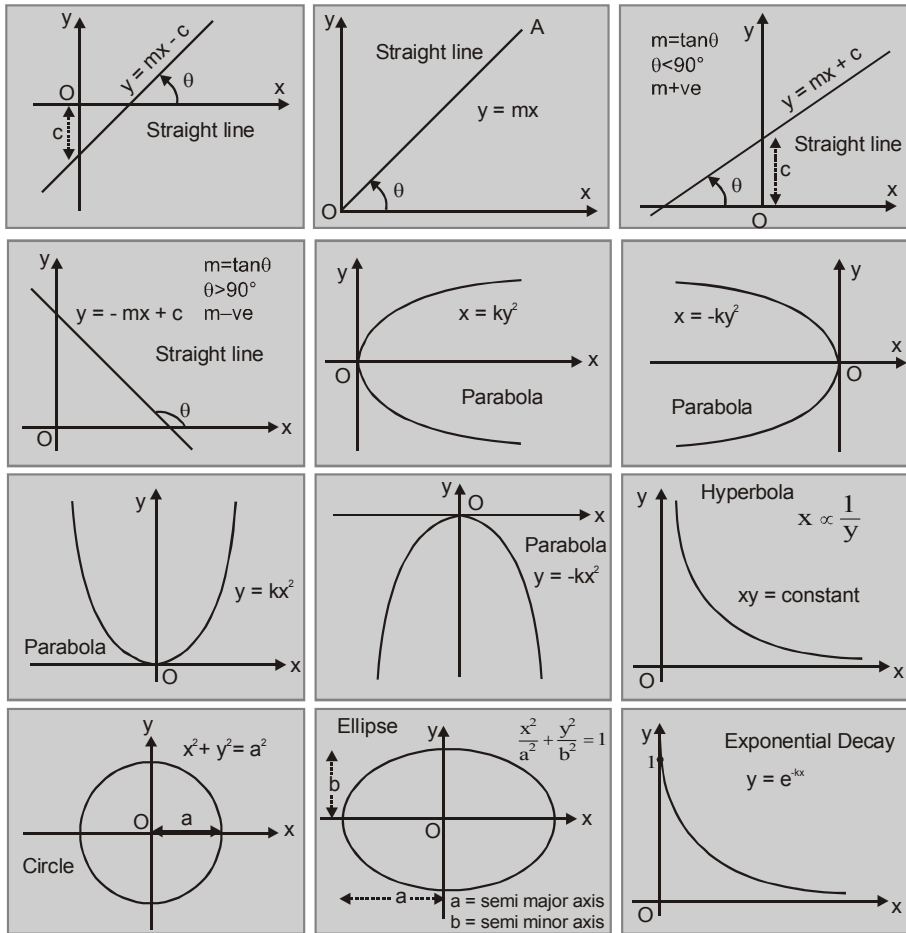 y
y = mx - c
θ
O
x
c
Straight line
y
A
Straight line
y = mx
θ
x
O
m=tanθ
θ<90°
m+ve
y
y = mx + c
Straight line
c
θ
x
O
y
m=tanθ
θ>90°
y = - mx + c
m–ve
Straight line
θ
O
x
y
x = ky²
O
x
Parabola
y
x = -ky²
O
x
Parabola
y
y = kx²
Parabola
O
x
y
O
x
Parabola
y = -kx²
Hyperbola
y
x ∝ 1/y
xy = constant
O
x
y
x² + y² = a²
O
a
x
Circle
Ellipse
y
x²/a² + y²/b² = 1
b
O
x
a
a = semi major axis
b = semi minor axis
y
Exponential Decay
1
y = e⁻ᵏˣ
O
x